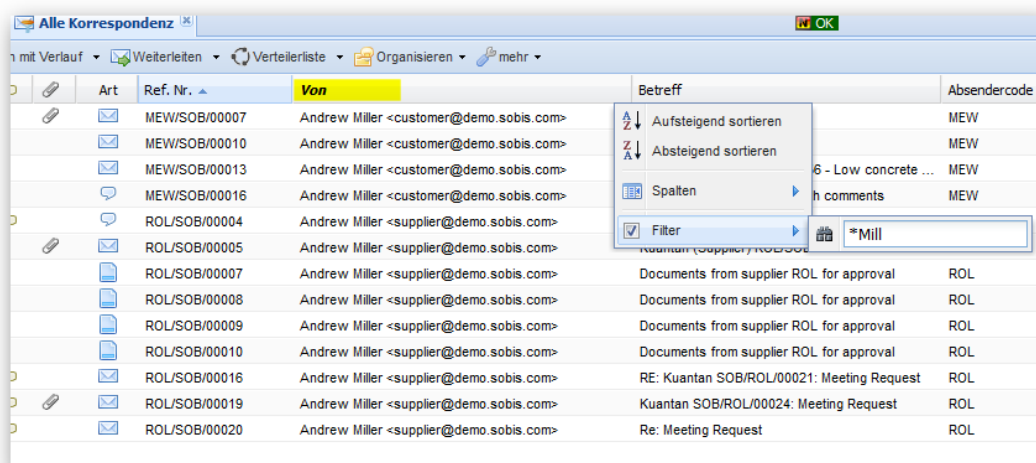 Alle Korrespondenz
OK
mit Verlauf Weiterleiten Verteilerliste Organisieren mehr
Art Ref. Nr. Von Betreff Absendercode
MEW/SOB/00007 Andrew Miller <customer@demo.sobis.com> MEW
Aufsteigend sortieren
MEW/SOB/00010 Andrew Miller <customer@demo.sobis.com> MEW
Absteigend sortieren
MEW/SOB/00013 Andrew Miller <customer@demo.sobis.com> - Low concrete ... MEW
Spalten
MEW/SOB/00016 Andrew Miller <customer@demo.sobis.com> comments MEW
ROL/SOB/00004 Andrew Miller <supplier@demo.sobis.com>
Filter *Mill
ROL/SOB/00005 Andrew Miller <supplier@demo.sobis.com>
ROL/SOB/00007 Andrew Miller <supplier@demo.sobis.com> Documents from supplier ROL for approval ROL
ROL/SOB/00008 Andrew Miller <supplier@demo.sobis.com> Documents from supplier ROL for approval ROL
ROL/SOB/00009 Andrew Miller <supplier@demo.sobis.com> Documents from supplier ROL for approval ROL
ROL/SOB/00010 Andrew Miller <supplier@demo.sobis.com> Documents from supplier ROL for approval ROL
ROL/SOB/00016 Andrew Miller <supplier@demo.sobis.com> RE: Kuantan SOB/ROL/00021: Meeting Request ROL
ROL/SOB/00019 Andrew Miller <supplier@demo.sobis.com> Kuantan SOB/ROL/00024: Meeting Request ROL
ROL/SOB/00020 Andrew Miller <supplier@demo.sobis.com> Re: Meeting Request ROL